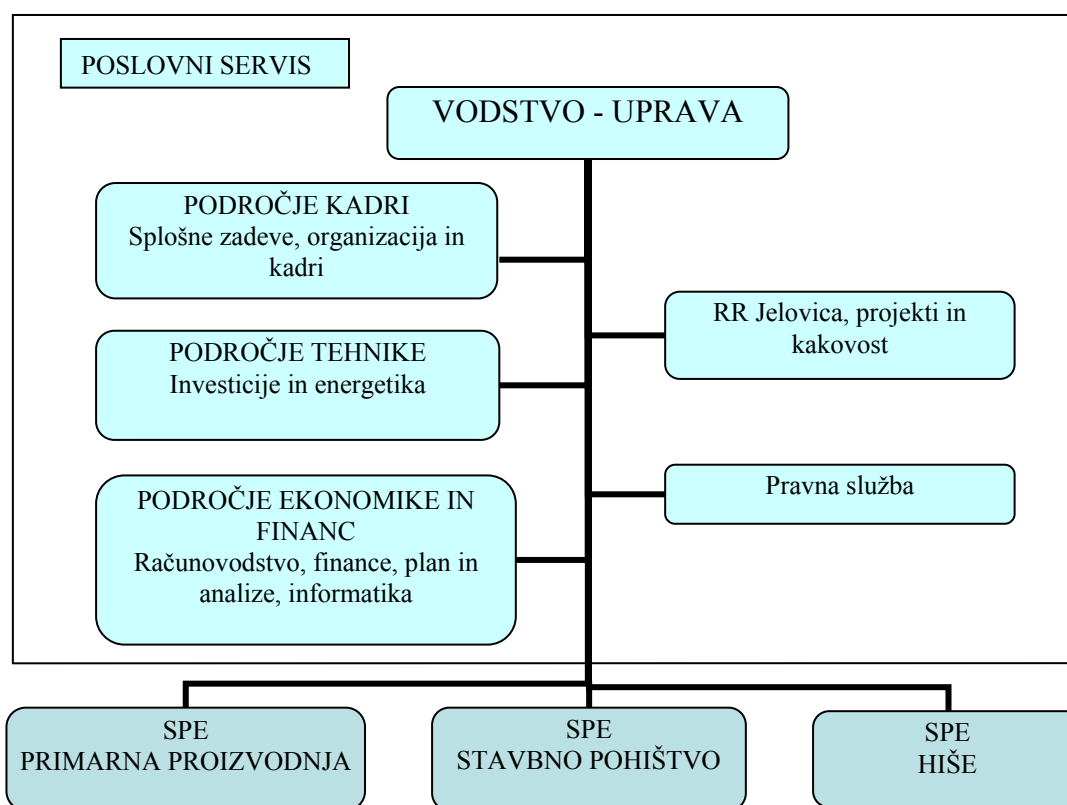 POSLOVNI SERVIS
VODSTVO - UPRAVA
PODROČJE KADRI
Splošne zadeve, organizacija in
kadri
RR Jelovica, projekti in
kakovost
PODROČJE TEHNIKE
Investicije in energetika
Pravna služba
PODROČJE EKONOMIKE IN
FINANC
Računovodstvo, finance, plan in
analize, informatika
SPE
PRIMARNA PROIZVODNJA
SPE
STAVBNO POHIŠTVO
SPE
HIŠE